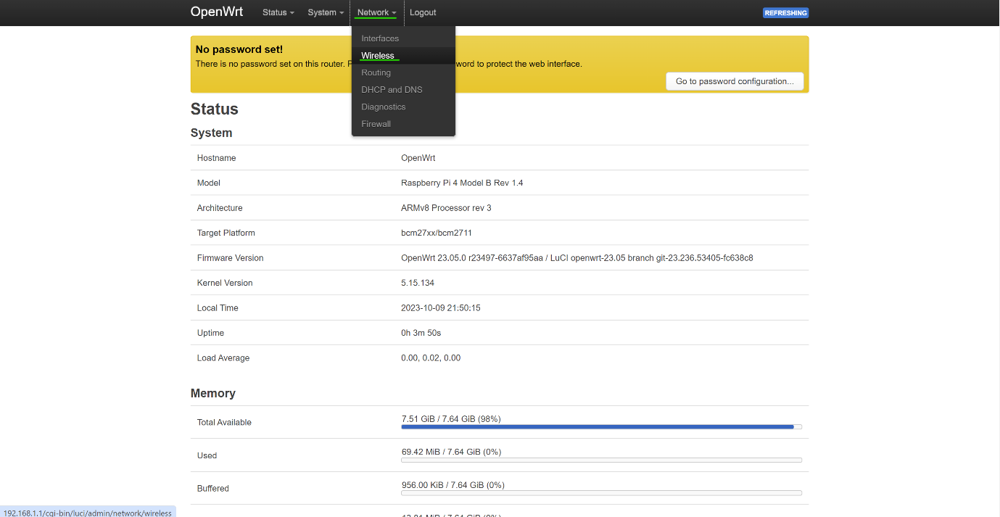 OpenWrt Status System Network Logout REFRESHING
Interfaces
Wireless
Routing
DHCP and DNS
Diagnostics
Firewall
No password set!
There is no password set on this router. P word to protect the web interface.
Go to password configuration...
Status
System
Hostname OpenWrt
Model Raspberry Pi 4 Model B Rev 1.4
Architecture ARMv8 Processor rev 3
Target Platform bcm27xx/bcm2711
Firmware Version OpenWrt 23.05.0 r23497-6637af95aa / LuCI openwrt-23.05 branch git-23.236.53405-fc638c8
Kernel Version 5.15.134
Local Time 2023-10-09 21:50:15
Uptime 0h 3m 50s
Load Average 0.00, 0.02, 0.00
Memory
Total Available 7.51 GiB / 7.64 GiB (98%)
Used 69.42 MiB / 7.64 GiB (0%)
Buffered 956.00 KiB / 7.64 GiB (0%)
192.168.1.1/cgi-bin/luci/admin/network/wireless